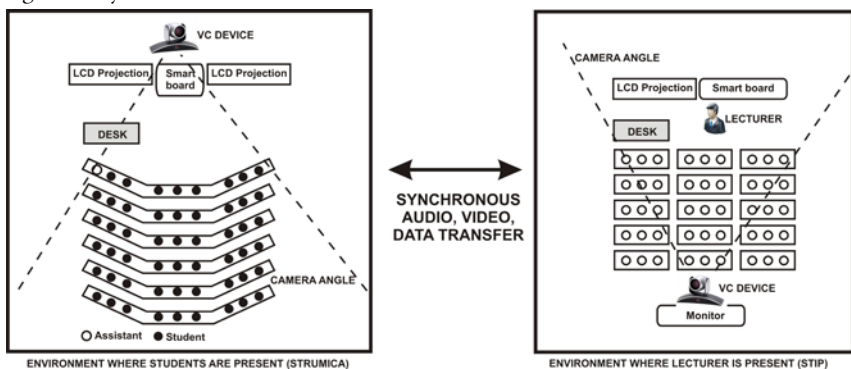 VC DEVICE
LCD Projection
Smart board
LCD Projection
DESK
CAMERA ANGLE
Assistant
Student
ENVIRONMENT WHERE STUDENTS ARE PRESENT (STRUMICA)
SYNCHRONOUS
AUDIO, VIDEO,
DATA TRANSFER
CAMERA ANGLE
LCD Projection
Smart board
LECTURER
DESK
VC DEVICE
Monitor
ENVIRONMENT WHERE LECTURER IS PRESENT (STIP)